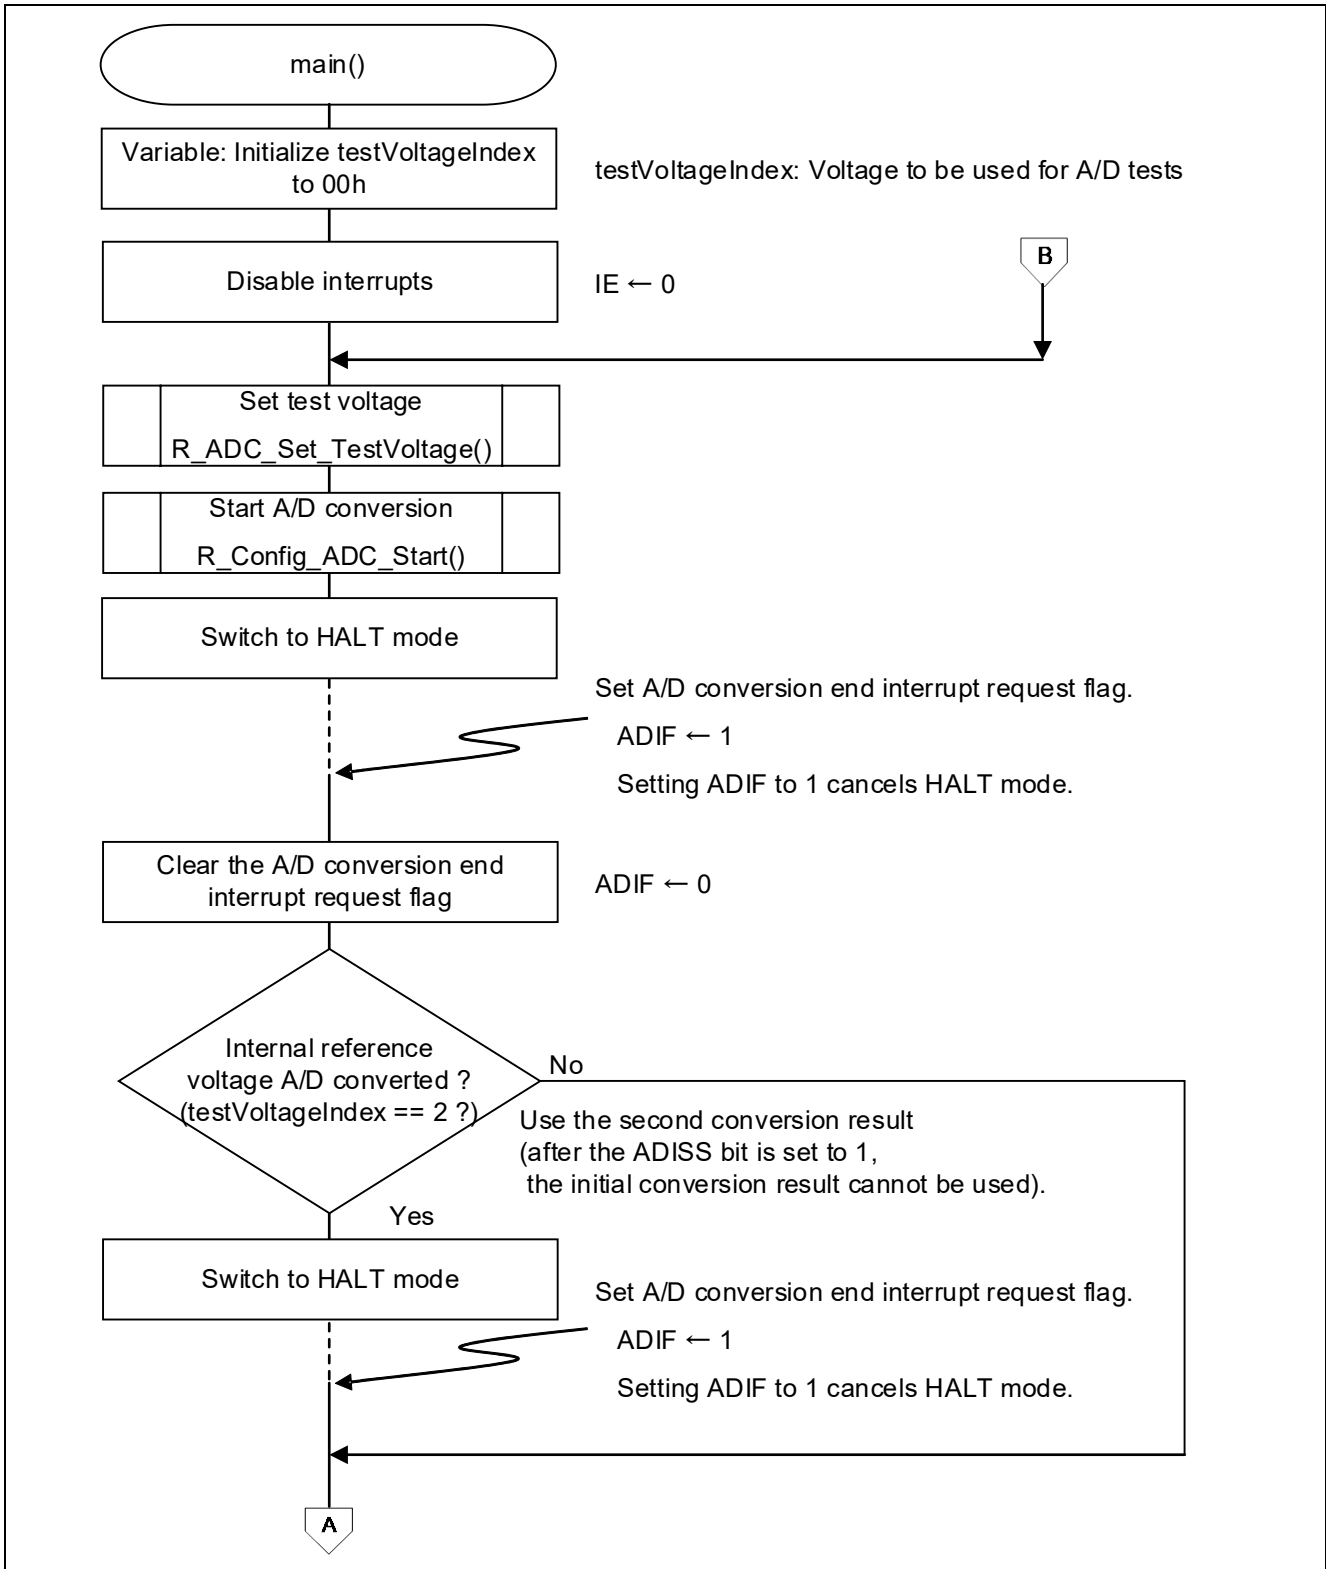 main()
Variable: Initialize testVoltageIndex
to 00h
testVoltageIndex: Voltage to be used for A/D tests
Disable interrupts
IE ← 0
B
Set test voltage
R_ADC_Set_TestVoltage()
Start A/D conversion
R_Config_ADC_Start()
Switch to HALT mode
Set A/D conversion end interrupt request flag.
ADIF ← 1
Setting ADIF to 1 cancels HALT mode.
Clear the A/D conversion end
interrupt request flag
ADIF ← 0
Internal reference
voltage A/D converted ?
(testVoltageIndex == 2 ?)
No
Use the second conversion result
(after the ADISS bit is set to 1,
the initial conversion result cannot be used).
Yes
Switch to HALT mode
Set A/D conversion end interrupt request flag.
ADIF ← 1
Setting ADIF to 1 cancels HALT mode.
A